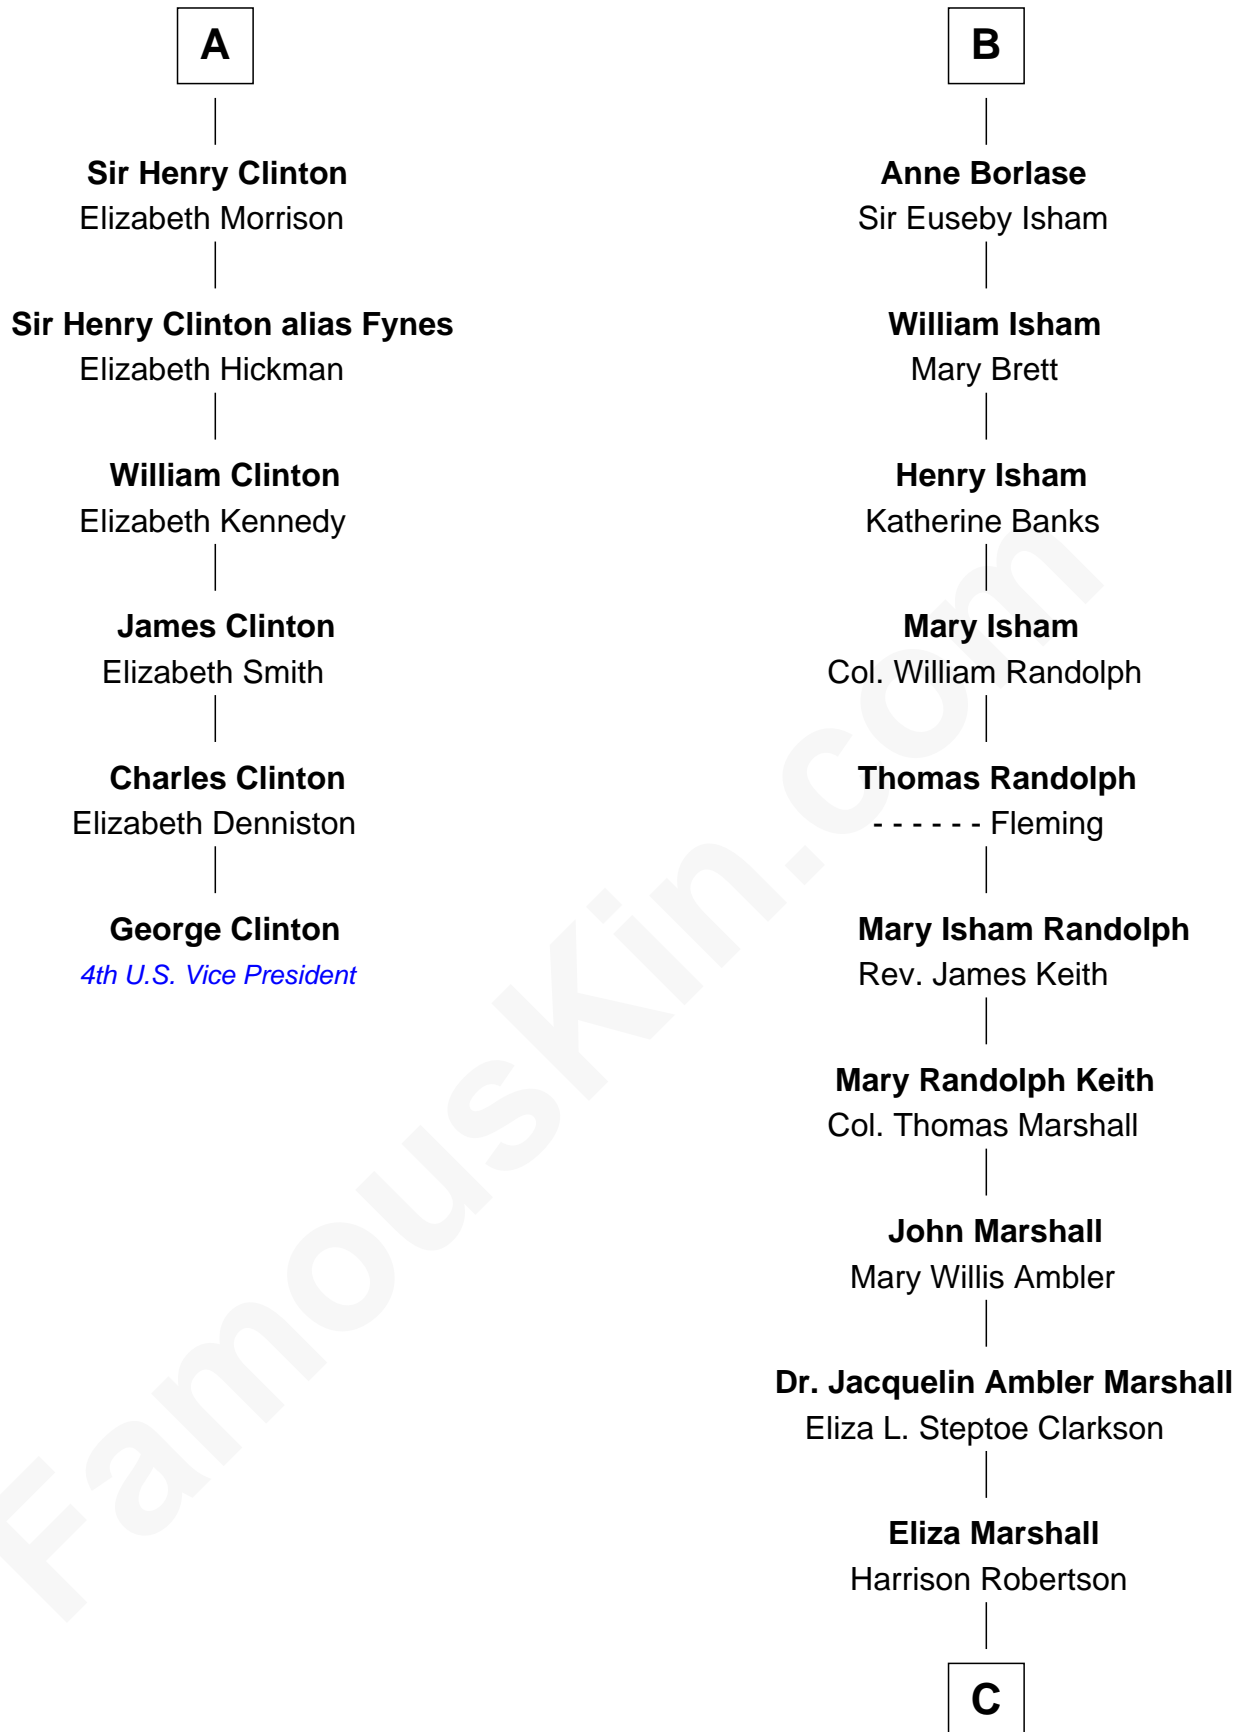 A
Sir Henry Clinton
Elizabeth Morrison
Sir Henry Clinton alias Fynes
Elizabeth Hickman
William Clinton
Elizabeth Kennedy
James Clinton
Elizabeth Smith
Charles Clinton
Elizabeth Denniston
George Clinton
4th U.S. Vice President
B
Anne Borlase
Sir Euseby Isham
William Isham
Mary Brett
Henry Isham
Katherine Banks
Mary Isham
Col. William Randolph
Thomas Randolph
- - - - - - Fleming
Mary Isham Randolph
Rev. James Keith
Mary Randolph Keith
Col. Thomas Marshall
John Marshall
Mary Willis Ambler
Dr. Jacquelin Ambler Marshall
Eliza L. Steptoe Clarkson
Eliza Marshall
Harrison Robertson
C
FamousKin.com